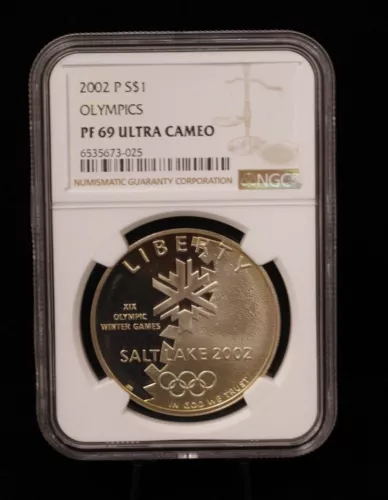 2002 P S$1
OLYMPICS
PF 69 ULTRA CAMEO
6535673-025
NUMISMATIC GUARANTY CORPORATION
NGC
LIBERTY
XIX
OLYMPIC
WINTER GAMES
SALT LAKE 2002
IN GOD WE TRUST